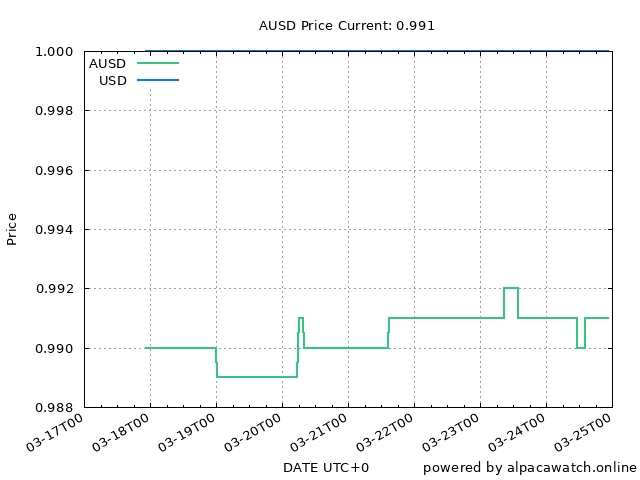 AUSD Price Current: 0.991
1.000
0.998
0.996
0.994
0.992
0.990
0.988
Price
AUSD
USD
03-17T00
03-18T00
03-19T00
03-20T00
03-21T00
03-22T00
03-23T00
03-24T00
03-25T00
DATE UTC+0
powered by alpacawatch.online